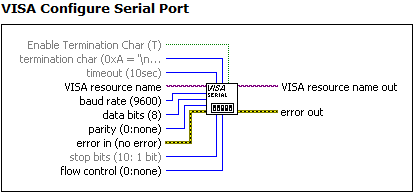 VISA Configure Serial Port
Enable Termination Char (T)
termination char (0xA = '\n...
timeout (10sec)
VISA resource name
VISA resource name out
baud rate (9600)
data bits (8)
parity (0:none)
error in (no error)
error out
stop bits (10: 1 bit)
flow control (0:none)
VISA
SERIAL